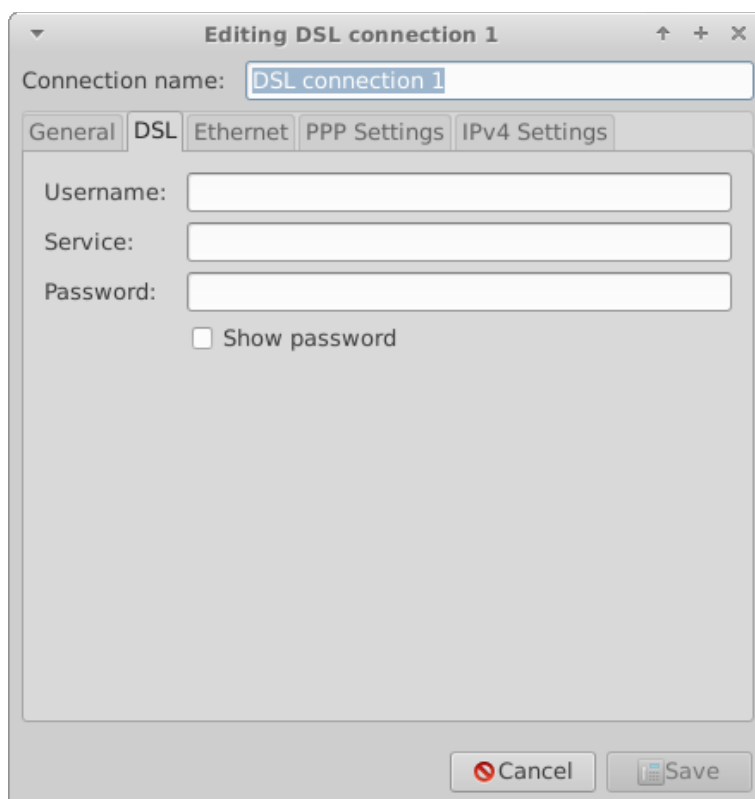 Editing DSL connection 1
Connection name: DSL connection 1
General DSL Ethernet PPP Settings IPv4 Settings
Username:
Service:
Password:
Show password
Cancel Save